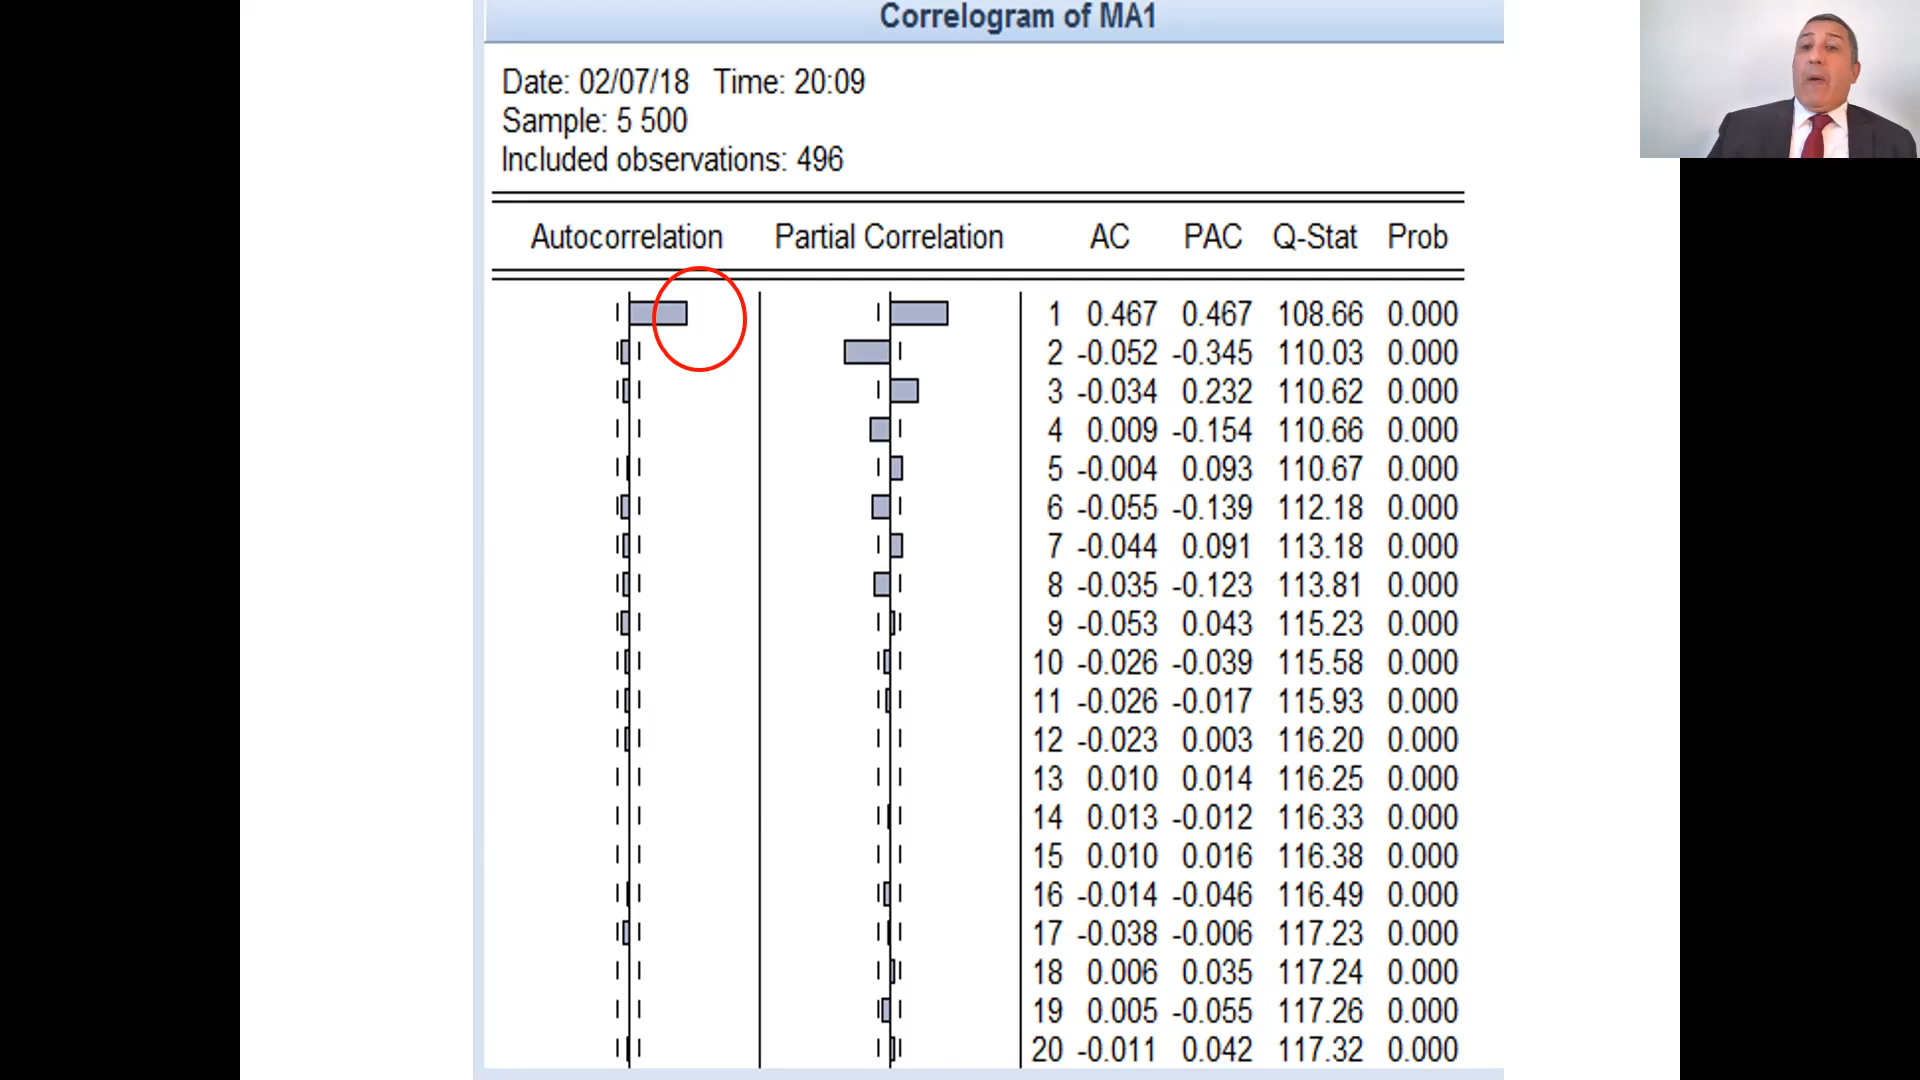 Correlogram of MA1
Date: 02/07/18 Time: 20:09
Sample: 5 500
Included observations: 496
Autocorrelation Partial Correlation AC PAC Q-Stat Prob
1 0.467 0.467 108.66 0.000
2 -0.052 -0.345 110.03 0.000
3 -0.034 0.232 110.62 0.000
4 0.009 -0.154 110.66 0.000
5 -0.004 0.093 110.67 0.000
6 -0.055 -0.139 112.18 0.000
7 -0.044 0.091 113.18 0.000
8 -0.035 -0.123 113.81 0.000
9 -0.053 0.043 115.23 0.000
10 -0.026 -0.039 115.58 0.000
11 -0.026 -0.017 115.93 0.000
12 -0.023 0.003 116.20 0.000
13 0.010 0.014 116.25 0.000
14 0.013 -0.012 116.33 0.000
15 0.010 0.016 116.38 0.000
16 -0.014 -0.046 116.49 0.000
17 -0.038 -0.006 117.23 0.000
18 0.006 0.035 117.24 0.000
19 0.005 -0.055 117.26 0.000
20 -0.011 0.042 117.32 0.000